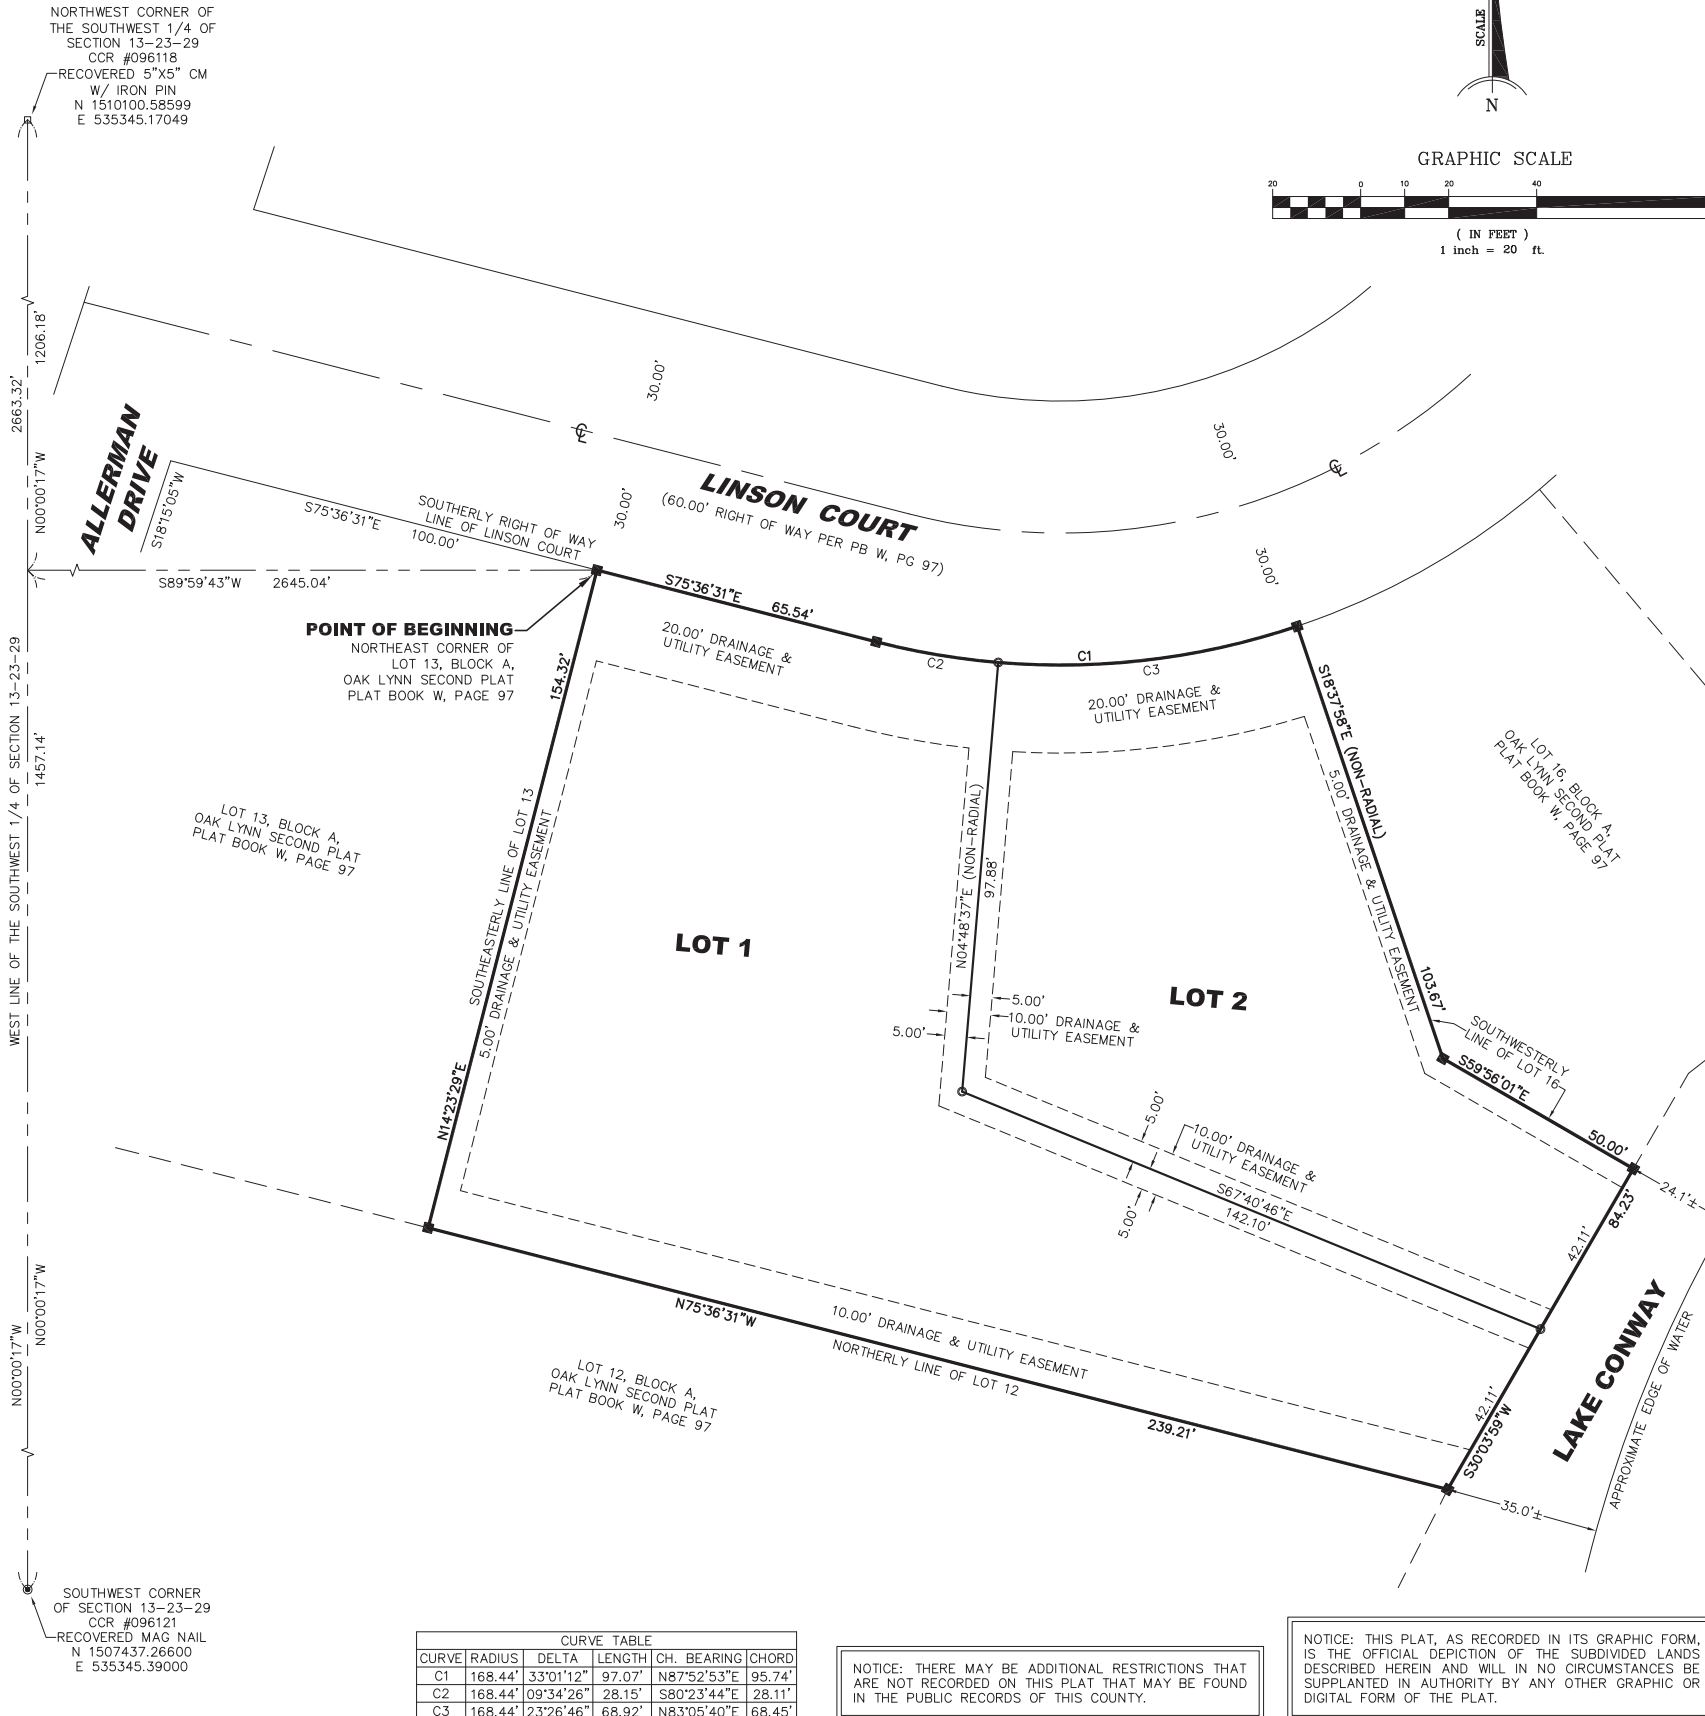 NORTHWEST CORNER OF
THE SOUTHWEST 1/4 OF
SECTION 13-23-29
CCR #096118
RECOVERED 5"X5" CM
W/ IRON PIN
N 1510100.58599
E 535345.17049
SCALE
N
GRAPHIC SCALE
20 0 10 20 40
( IN FEET )
1 inch = 20 ft.
1206.18'
2663.32'
N00°00'17"W
30.00'
30.00'
30.00'
30.00'
ALLERMAN
DRIVE
S18°15'05"W
S75°36'31"E
100.00'
SOUTHERLY RIGHT OF WAY
LINE OF LINSON COURT
LINSON COURT
(60.00' RIGHT OF WAY PER PB W, PG 97)
S89°59'43"W 2645.04'
POINT OF BEGINNING
NORTHEAST CORNER OF
LOT 13, BLOCK A,
OAK LYNN SECOND PLAT
PLAT BOOK W, PAGE 97
S75°36'31"E
65.54'
20.00' DRAINAGE &
UTILITY EASEMENT
C2
C1
C3
20.00' DRAINAGE &
UTILITY EASEMENT
S18°37'58"E (NON-RADIAL)
103.67'
5.00' DRAINAGE & UTILITY EASEMENT
LOT 16, BLOCK A,
OAK LYNN SECOND PLAT
PLAT BOOK W, PAGE 97
WEST LINE OF THE SOUTHWEST 1/4 OF SECTION 13-23-29
1457.14'
LOT 13, BLOCK A,
OAK LYNN SECOND PLAT
PLAT BOOK W, PAGE 97
154.32'
SOUTHEASTERLY LINE OF LOT 13
5.00' DRAINAGE & UTILITY EASEMENT
N14°23'29"E
LOT 1
N04°48'37"E (NON-RADIAL)
97.88'
LOT 2
5.00'
10.00' DRAINAGE &
UTILITY EASEMENT
5.00'
SOUTHWESTERLY
LINE OF LOT 16
S59°56'01"E
50.00'
5.00'
10.00' DRAINAGE &
UTILITY EASEMENT
S67°40'46"E
142.10'
5.00'
24.1'±
84.23'
42.11'
42.11'
S30°03'59"W
LAKE CONWAY
APPROXIMATE EDGE OF WATER
35.0'±
N00°00'17"W
N00°00'17"W
N75°36'31"W
10.00' DRAINAGE & UTILITY EASEMENT
NORTHERLY LINE OF LOT 12
239.21'
LOT 12, BLOCK A,
OAK LYNN SECOND PLAT
PLAT BOOK W, PAGE 97
SOUTHWEST CORNER
OF SECTION 13-23-29
CCR #096121
RECOVERED MAG NAIL
N 1507437.26600
E 535345.39000
CURVE TABLE
CURVE RADIUS DELTA LENGTH CH. BEARING CHORD
C1 168.44' 33°01'12" 97.07' N87°52'53"E 95.74'
C2 168.44' 09°34'26" 28.15' S80°23'44"E 28.11'
C3 168.44' 23°26'46" 68.92' N83°05'40"E 68.45'
NOTICE: THERE MAY BE ADDITIONAL RESTRICTIONS THAT
ARE NOT RECORDED ON THIS PLAT THAT MAY BE FOUND
IN THE PUBLIC RECORDS OF THIS COUNTY.
NOTICE: THIS PLAT, AS RECORDED IN ITS GRAPHIC FORM,
IS THE OFFICIAL DEPICTION OF THE SUBDIVIDED LANDS
DESCRIBED HEREIN AND WILL IN NO CIRCUMSTANCES BE
SUPPLANTED IN AUTHORITY BY ANY OTHER GRAPHIC OR
DIGITAL FORM OF THE PLAT.